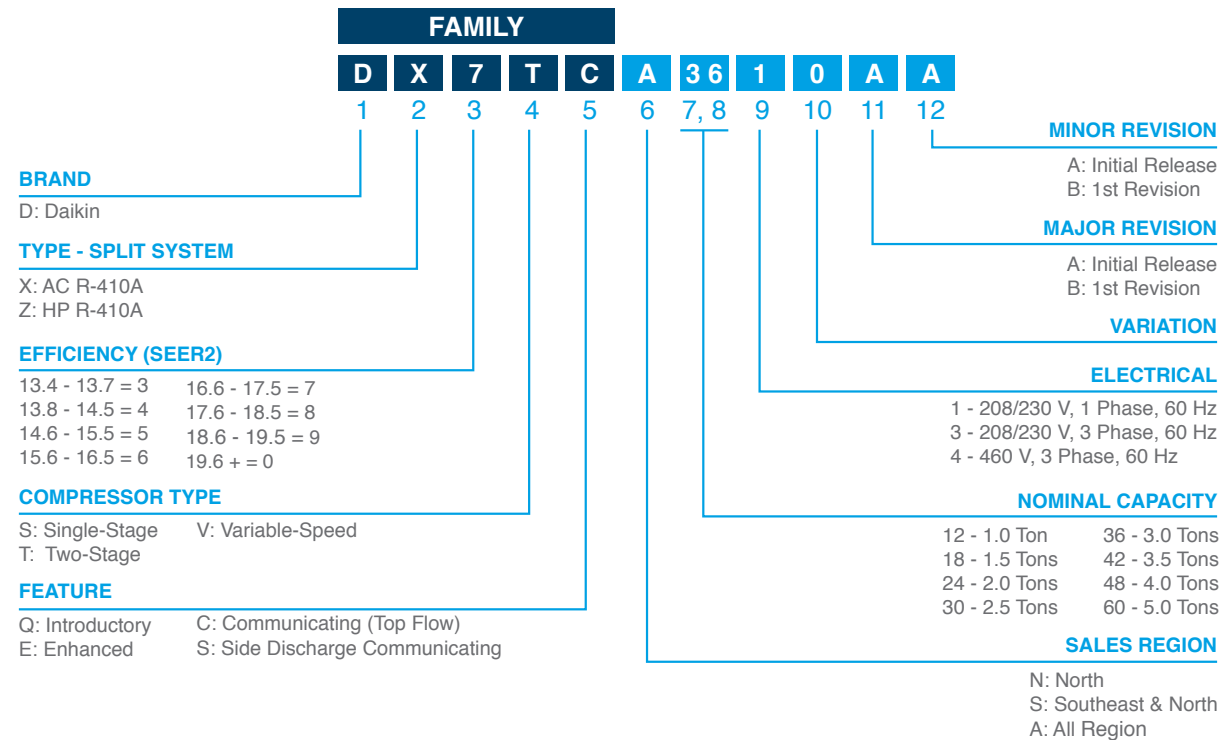 FAMILY
D X 7 T C A 3 6 1 0 A A
1 2 3 4 5 6 7, 8 9 10 11 12
BRAND
D: Daikin
TYPE - SPLIT SYSTEM
X: AC R-410A
Z: HP R-410A
EFFICIENCY (SEER2)
13.4 - 13.7 = 3 16.6 - 17.5 = 7
13.8 - 14.5 = 4 17.6 - 18.5 = 8
14.6 - 15.5 = 5 18.6 - 19.5 = 9
15.6 - 16.5 = 6 19.6 + = 0
COMPRESSOR TYPE
S: Single-Stage V: Variable-Speed
T: Two-Stage
FEATURE
Q: Introductory C: Communicating (Top Flow)
E: Enhanced S: Side Discharge Communicating
MINOR REVISION
A: Initial Release
B: 1st Revision
MAJOR REVISION
A: Initial Release
B: 1st Revision
VARIATION
ELECTRICAL
1 - 208/230 V, 1 Phase, 60 Hz
3 - 208/230 V, 3 Phase, 60 Hz
4 - 460 V, 3 Phase, 60 Hz
NOMINAL CAPACITY
12 - 1.0 Ton 36 - 3.0 Tons
18 - 1.5 Tons 42 - 3.5 Tons
24 - 2.0 Tons 48 - 4.0 Tons
30 - 2.5 Tons 60 - 5.0 Tons
SALES REGION
N: North
S: Southeast & North
A: All Region